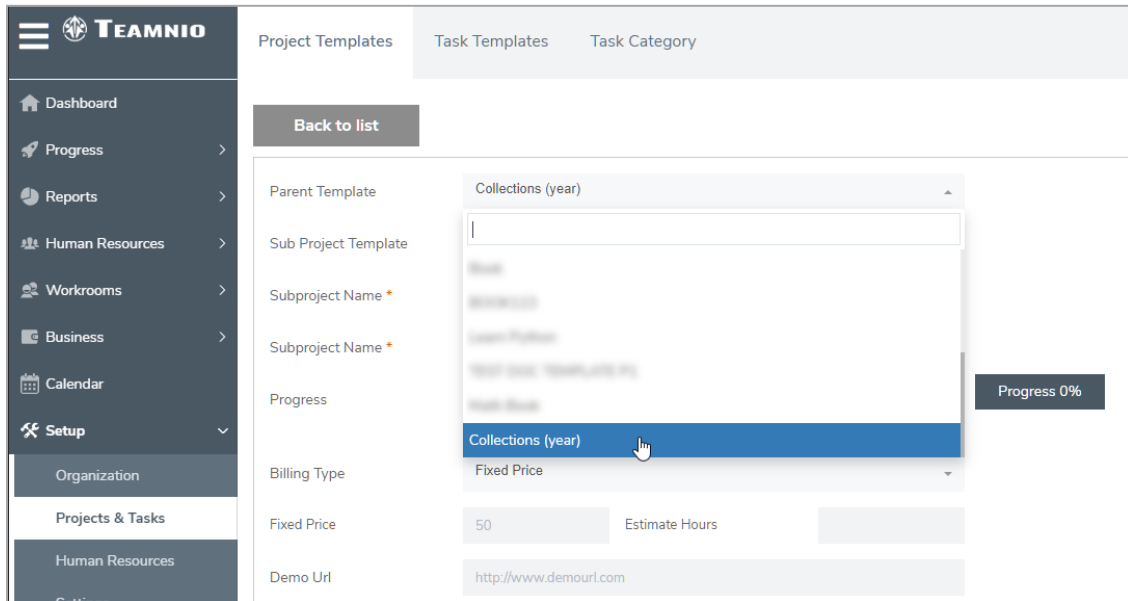 TEAMNIO
Project Templates
Task Templates
Task Category
Dashboard
Progress
Reports
Human Resources
Workrooms
Business
Calendar
Setup
Organization
Projects & Tasks
Human Resources
Back to list
Parent Template
Collections (year)
Sub Project Template
Subproject Name *
Subproject Name *
Progress
Collections (year)
Progress 0%
Billing Type
Fixed Price
Fixed Price
50
Estimate Hours
Demo Url
http://www.demourl.com